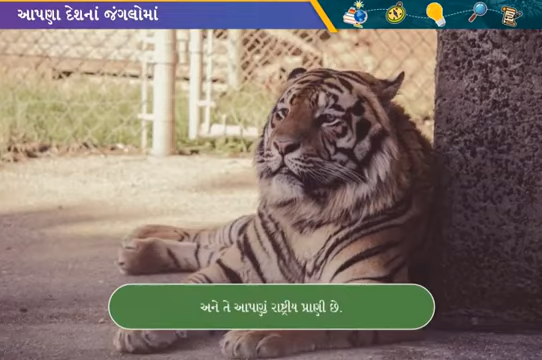 આપણા દેશનાં જંગલોમાં
અને તે આપણું રાષ્ટ્રીય પ્રાણી છે.